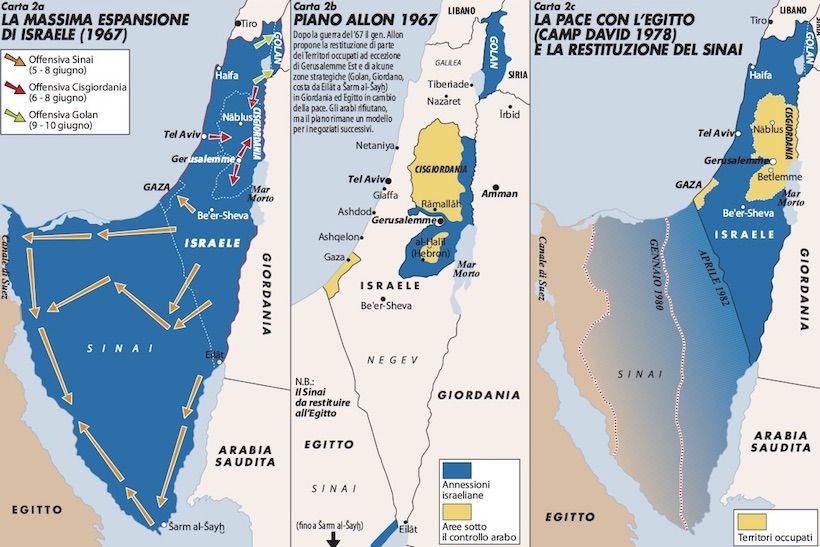 Carta 2a
LA MASSIMA ESPANSIONE
DI ISRAELE (1967)
Offensiva Sinai
(5 - 8 giugno)
Offensiva Cisgiordania
(6 - 8 giugno)
Offensiva Golan
(9 - 10 giugno)
Tiro
GOLAN
Haifa
Nāblus
CISGIORDANIA
Tel Aviv
Gerusalemme
GAZA
Mar
Morto
Be'er-Sheva
ISRAELE
Canale di Suez
GIORDANIA
SINAI
Eilat
ARABIA
SAUDITA
EGITTO
Šarm al-Šayḫ
Carta 2b
PIANO ALLON 1967
Dopo la guerra del '67 il gen. Allon
propone la restituzione di parte
dei Territori occupati ad eccezione
di Gerusalemme Est e di alcune
zone strategiche (Golan, Giordano,
costa da Eilāt a Šarm al-Šayḫ)
in Giordania ed Egitto in cambio
della pace. Gli arabi rifiutano,
ma il piano rimane un modello
per i negoziati successivi.
LIBANO
GOLAN
GALILEA
SIRIA
Tiberiade
Nazaret
Irbid
Netaniya
CISGIORDANIA
Tel Aviv
Giaffa
Amman
Rāmallāh
Ashdod
Gerusalemme
Ashqelon
al-Halīl
(Hebron)
Gaza
Mar
Morto
ISRAELE
Be'er-Sheva
NEGEV
N.B.:
Il Sinai
da restituire
all'Egitto
GIORDANIA
EGITTO
SINAI
Annessioni
israeliane
Aree sotto
il controllo arabo
(fino a Šarm al-Šayḫ)
Eilāt
Carta 2c
LA PACE CON L'EGITTO
(CAMP DAVID 1978)
E LA RESTITUZIONE DEL SINAI
LIBANO
Tiro
GOLAN
Haifa
Nāblus
CISGIORDANIA
Tel Aviv
Gerusalemme
Betlemme
GAZA
Mar
Morto
Be'er-Sheva
ISRAELE
Canale di Suez
GENNAIO 1980
APRILE 1982
GIORDANIA
SINAI
ARABIA
SAUDITA
EGITTO
Territori occupati